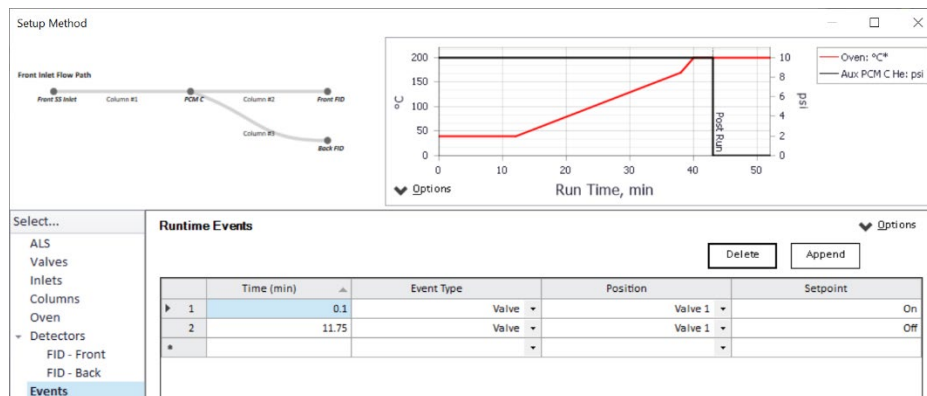 Setup Method
Front Inlet Flow Path
Front SS Inlet
Column #1
PCM C
Column #2
Front FID
Column #3
Back FID
200
150
100
50
0
°C
10
8
6
4
2
0
psi
Post Run
0 10 20 30 40 50
Options
Run Time, min
Oven: °C*
Aux PCM C He: psi
Select...
ALS
Valves
Inlets
Columns
Oven
Detectors
FID - Front
FID - Back
Events
Runtime Events
Options
Delete Append
Time (min) Event Type Position Setpoint
1 0.1 Valve Valve 1 On
2 11.75 Valve Valve 1 Off
*